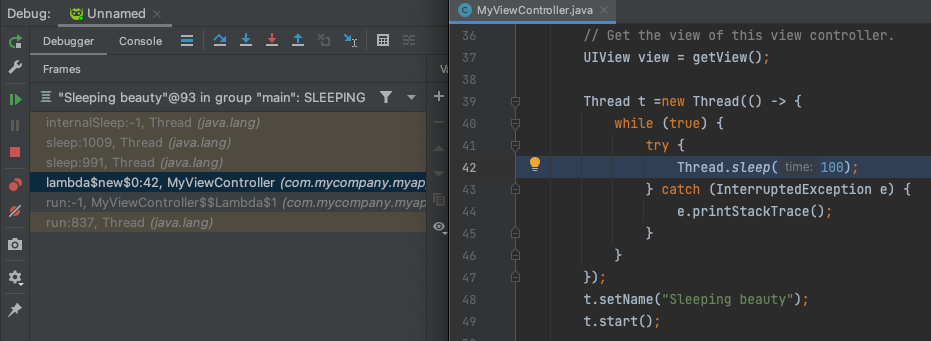 Debug: Unnamed
Debugger Console
Frames
Va
"Sleeping beauty"@93 in group "main": SLEEPING
internalSleep:-1, Thread (java.lang)
sleep:1009, Thread (java.lang)
sleep:991, Thread (java.lang)
lambda$new$0:42, MyViewController (com.mycompany.myap
run:-1, MyViewController$$Lambda$1 (com.mycompany.myap
run:837, Thread (java.lang)
MyViewController.java
36 // Get the view of this view controller.
37 UIView view = getView();
38
39 Thread t =new Thread(() -> {
40 while (true) {
41 try {
42 Thread.sleep( time: 100);
43 } catch (InterruptedException e) {
44 e.printStackTrace();
45 }
46 }
47 });
48 t.setName("Sleeping beauty");
49 t.start();